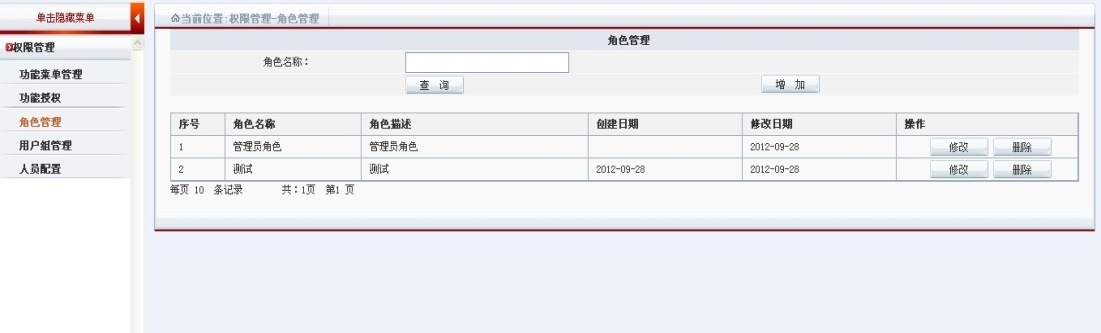 单击隐藏菜单
权限管理
功能菜单管理
功能授权
角色管理
用户组管理
人员配置
当前位置:权限管理-角色管理
角色管理
角色名称：
查 询 增 加
序号 角色名称 角色描述 创建日期 修改日期 操作
1 管理员角色 管理员角色 2012-09-28 修改 删除
2 测试 测试 2012-09-28 2012-09-28 修改 删除
每页 10 条记录 共：1页 第1 页